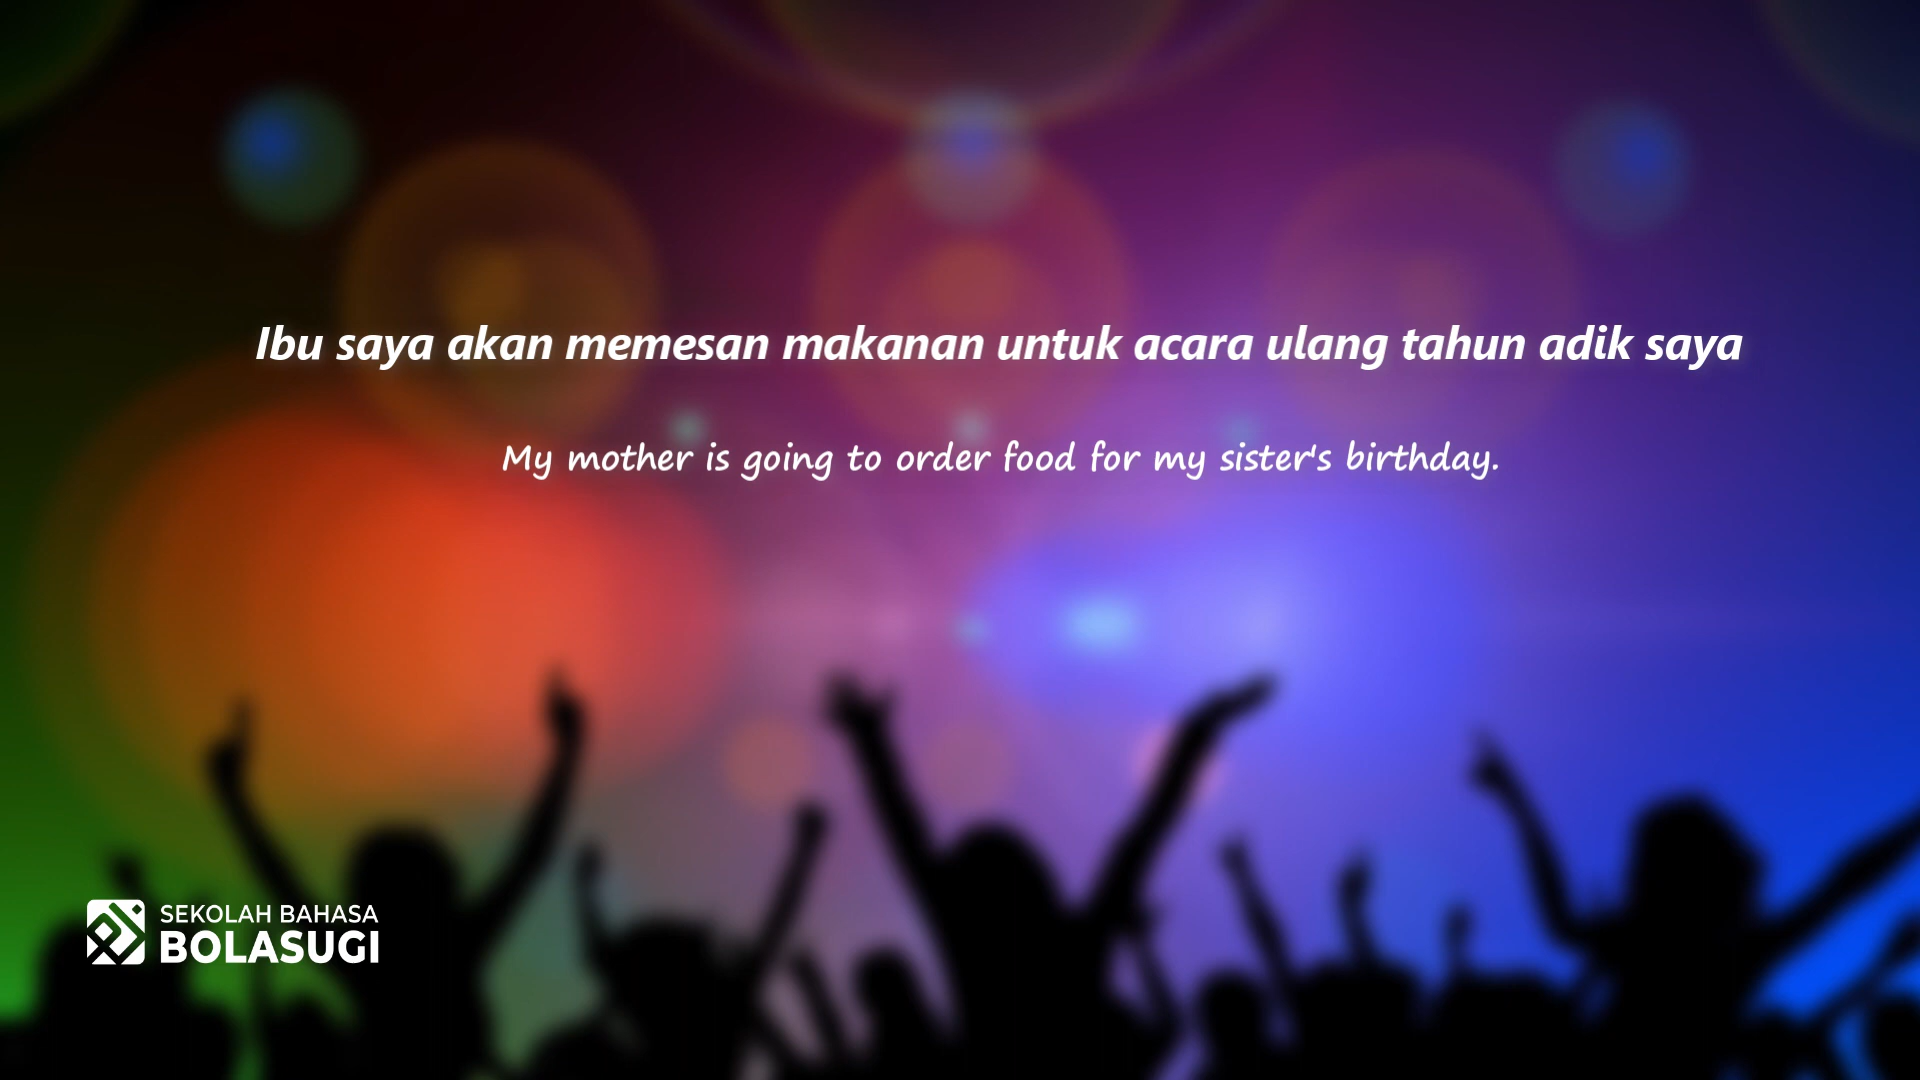 Ibu saya akan memesan makanan untuk acara ulang tahun adik saya
My mother is going to order food for my sister's birthday.
SEKOLAH BAHASA
BOLASUGI